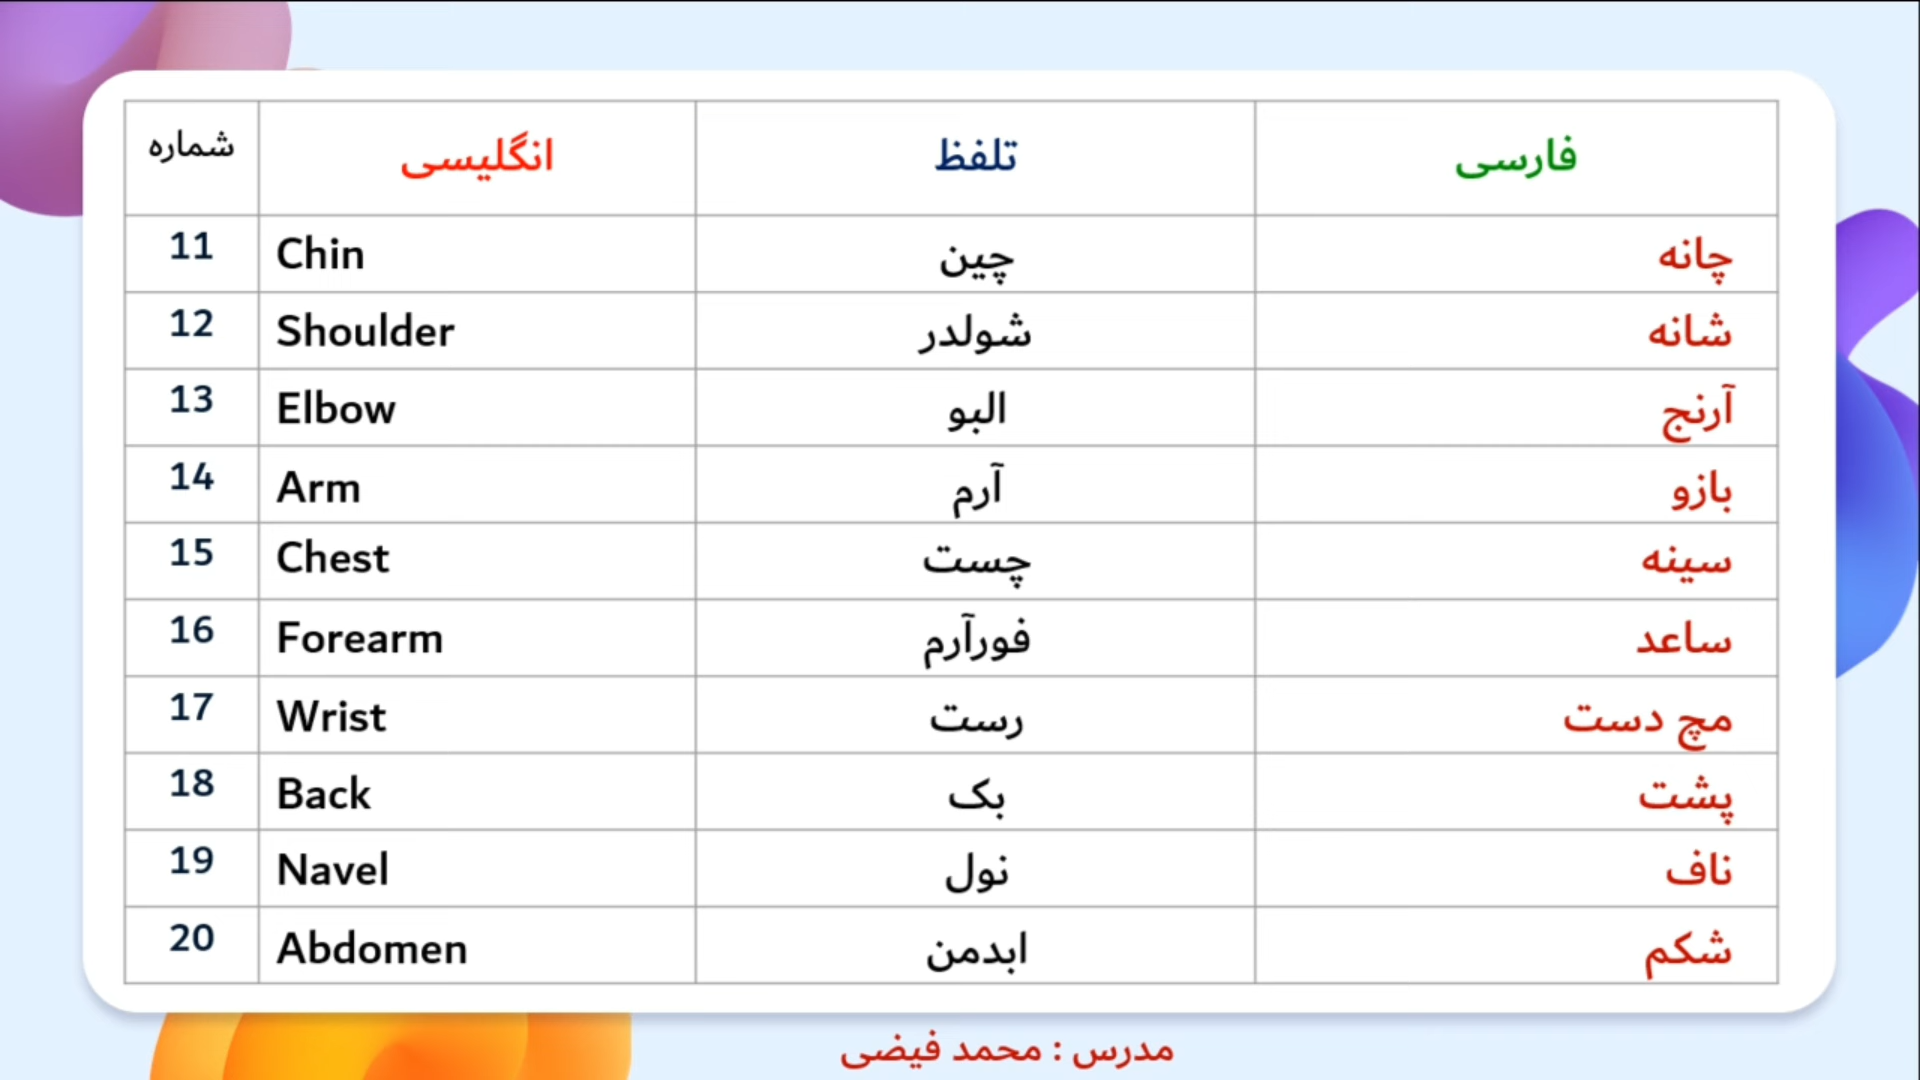 شماره انگلیسی تلفظ فارسی
11 Chin چین چانه
12 Shoulder شولدر شانه
13 Elbow البو آرنج
14 Arm آرم بازو
15 Chest چست سینه
16 Forearm فورآرم ساعد
17 Wrist رست مچ دست
18 Back بک پشت
19 Navel نول ناف
20 Abdomen ابدمن شکم
مدرس : محمد فیضی